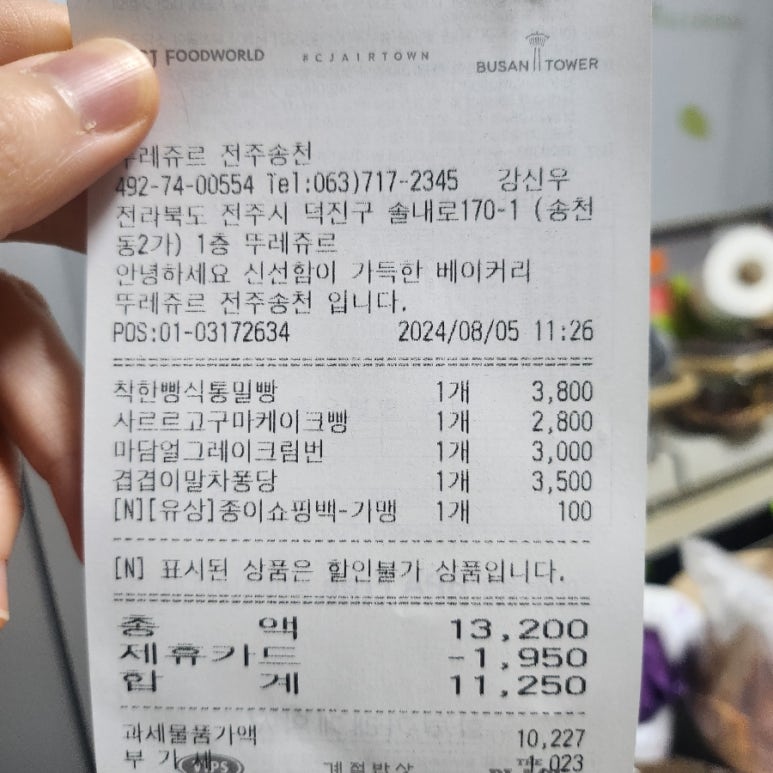 FOODWORLD #CJAIRTOWN BUSAN TOWER
뚜레쥬르 전주송천
492-74-00554 Tel:063)717-2345 강신우
전라북도 전주시 덕진구 솔내로170-1 (송천
동2가) 1층 뚜레쥬르
안녕하세요 신선함이 가득한 베이커리
뚜레쥬르 전주송천 입니다.
POS:01-03172634 2024/08/05 11:26
착한빵식통밀빵 1개 3,800
사르르고구마케이크빵 1개 2,800
마담얼그레이크림번 1개 3,000
겹겹이말차퐁당 1개 3,500
[N][유상]종이쇼핑백-가맹 1개 100
[N] 표시된 상품은 할인불가 상품입니다.
총 액 13,200
제휴카드 -1,950
합 계 11,250
과세물품가액 10,227
부 가 세 1,023
VIPS 계절밥상